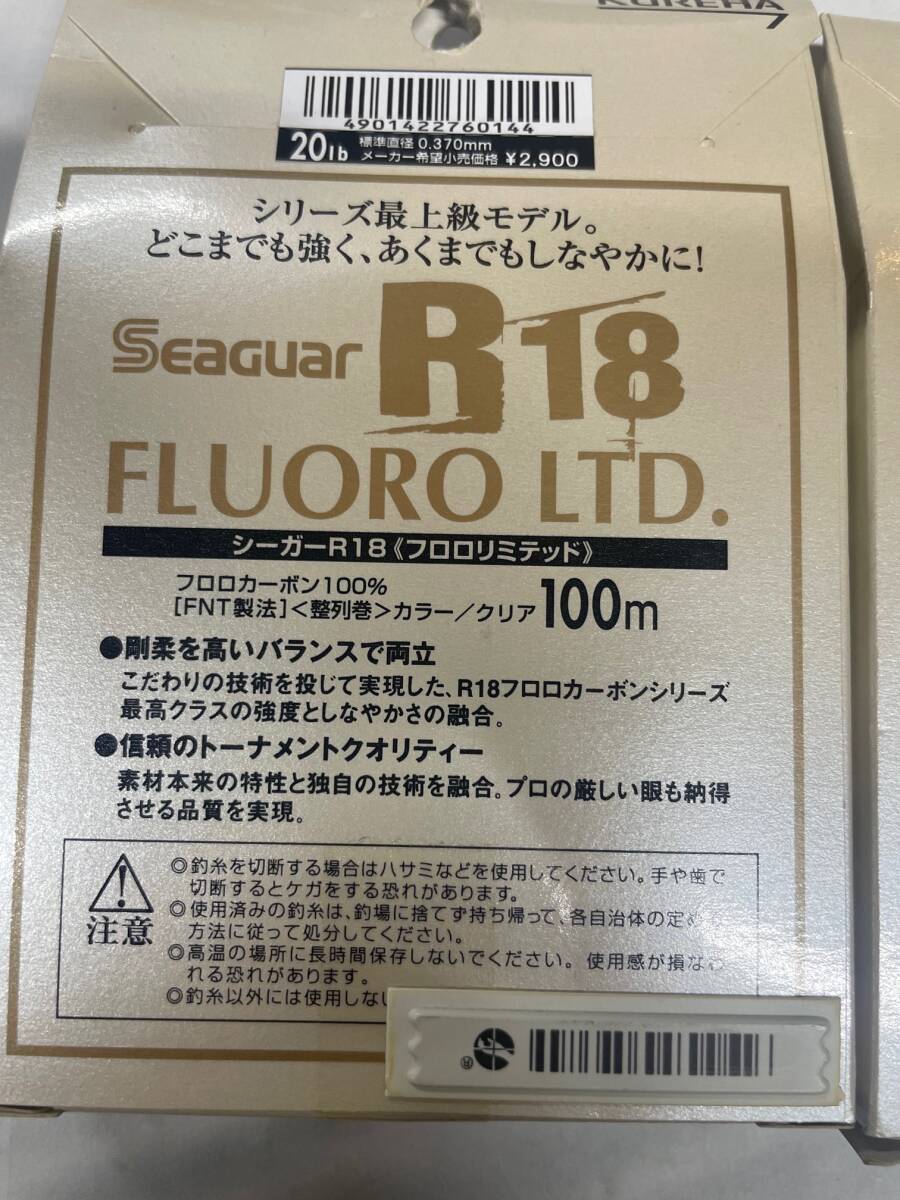 KUREHA
4901422760144
20lb 標準直径 0.370mm
メーカー希望小売価格 ¥2,900
シリーズ最上級モデル。
どこまでも強く、あくまでもしなやかに!
Seaguar R18
FLUORO LTD.
シーガーR18《フロロリミテッド》
フロロカーボン100%
[FNT製法]<整列巻>カラー/クリア 100m
●剛柔を高いバランスで両立
こだわりの技術を投じて実現した、R18フロロカーボンシリーズ
最高クラスの強度としなやかさの融合。
●信頼のトーナメントクオリティー
素材本来の特性と独自の技術を融合。プロの厳しい眼も納得
させる品質を実現。
注意
◎釣糸を切断する場合はハサミなどを使用してください。手や歯で
切断するとケガをする恐れがあります。
◎使用済みの釣糸は、釣場に捨てず持ち帰って、各自治体の定め
方法に従って処分してください。
◎高温の場所に長時間保存しないでください。使用感が損な
れる恐れがあります。
◎釣糸以外には使用しない
®